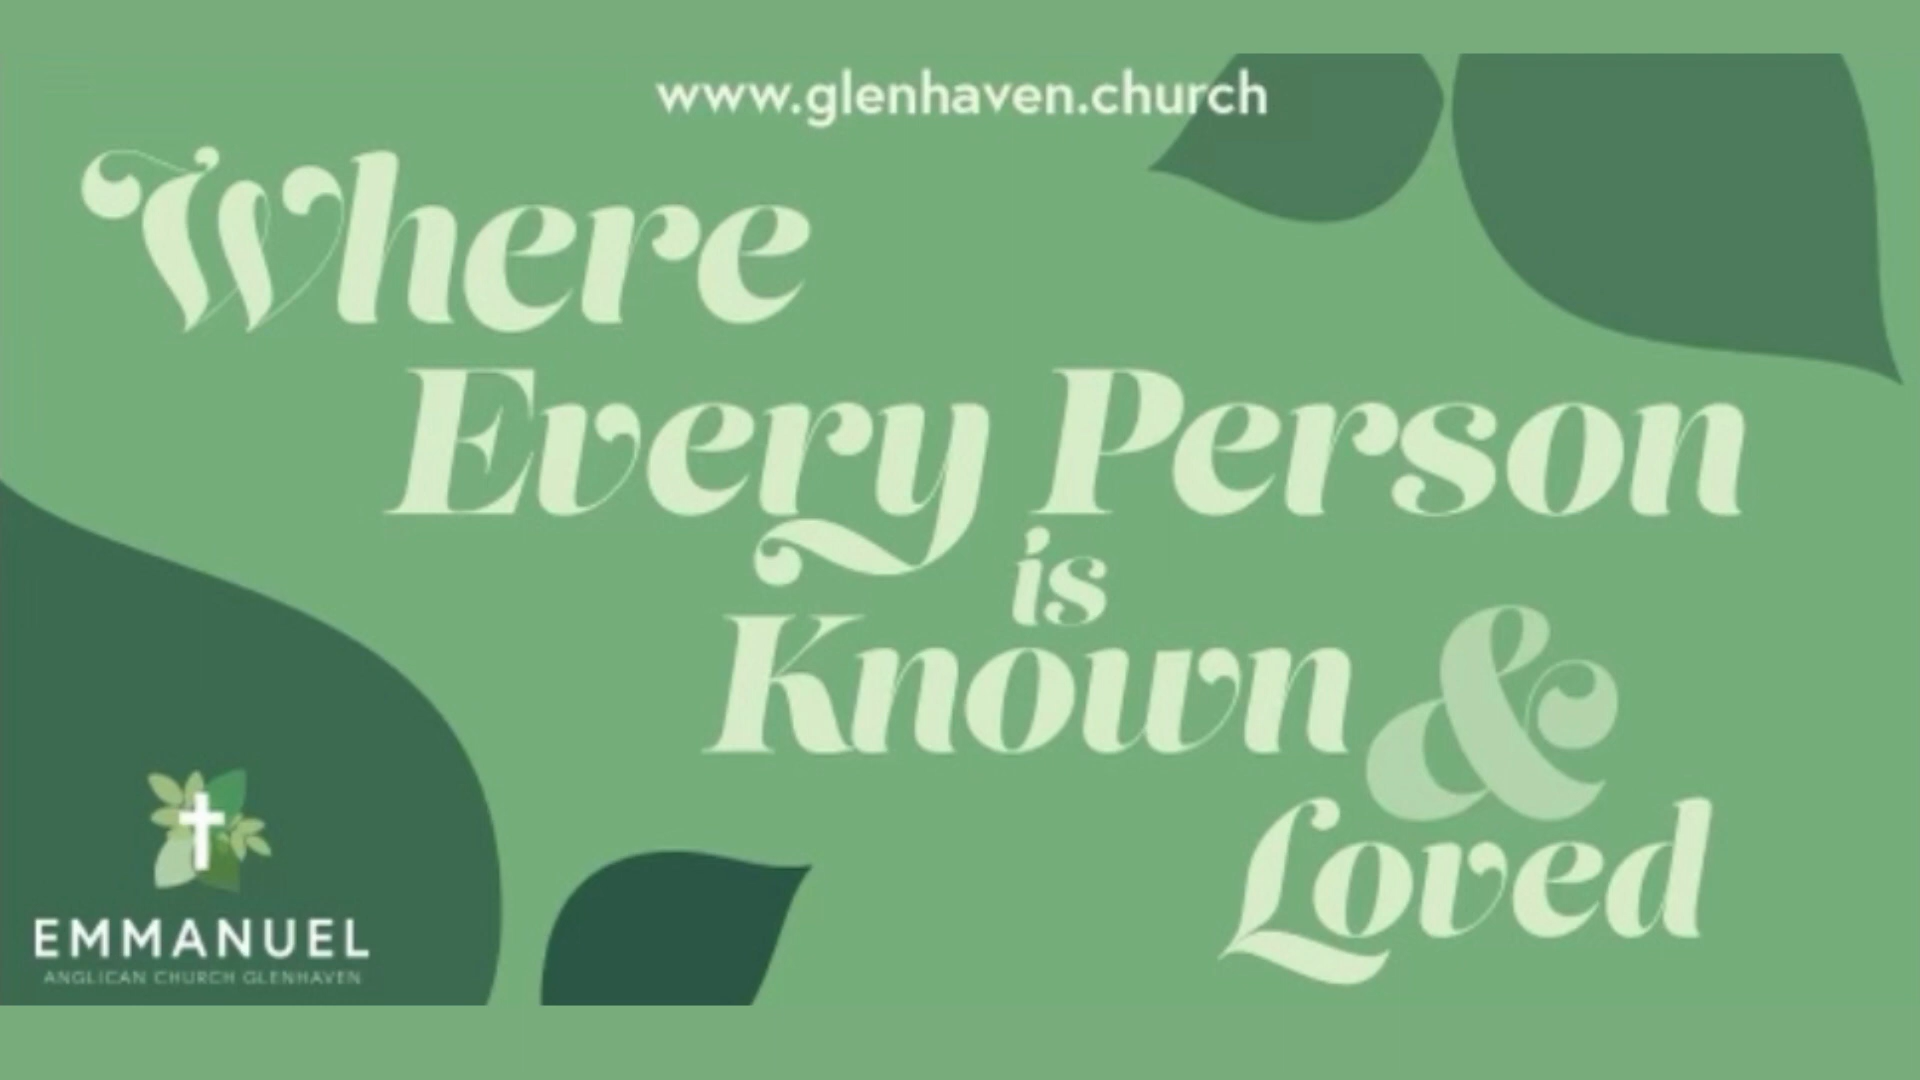 www.glenhaven.church
Where
Every Person
is
Known &
Loved
EMMANUEL
ANGLICAN CHURCH GLENHAVEN